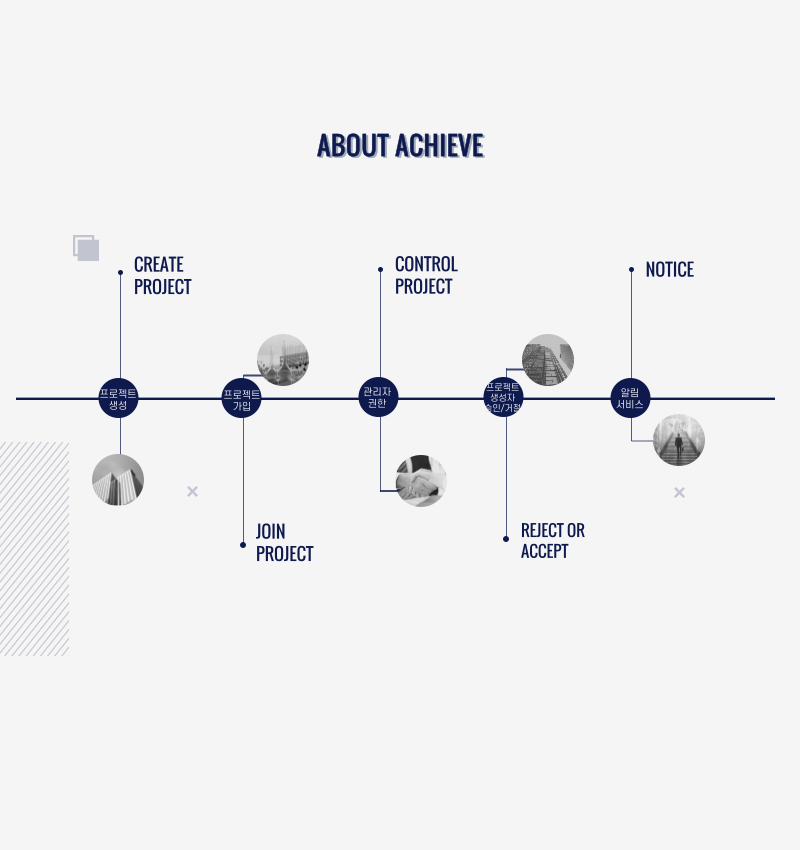 ABOUT ACHIEVE
CREATE
PROJECT
CONTROL
PROJECT
NOTICE
프로젝트
생성
프로젝트
가입
관리자
권한
프로젝트
생성자
승인/거절
알림
서비스
JOIN
PROJECT
REJECT OR
ACCEPT